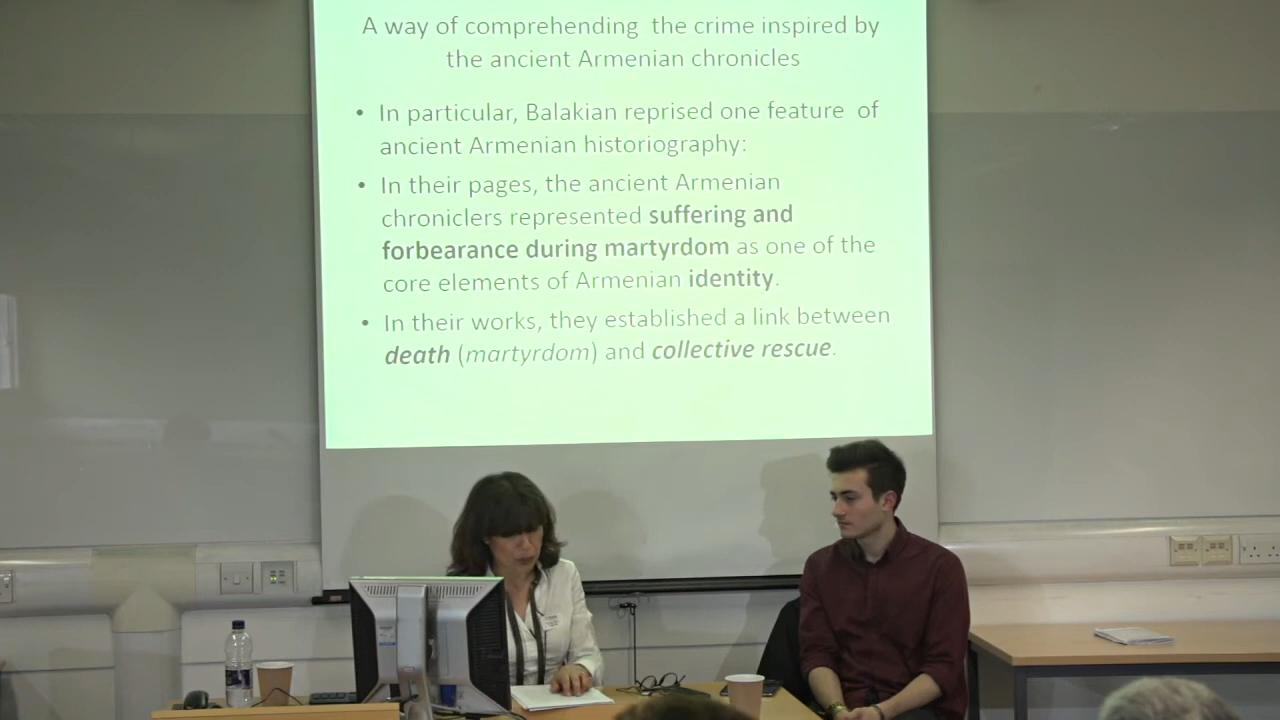 A way of comprehending the crime inspired by
the ancient Armenian chronicles
• In particular, Balakian reprised one feature of
ancient Armenian historiography:
• In their pages, the ancient Armenian
chroniclers represented suffering and
forbearance during martyrdom as one of the
core elements of Armenian identity.
• In their works, they established a link between
death (martyrdom) and collective rescue.